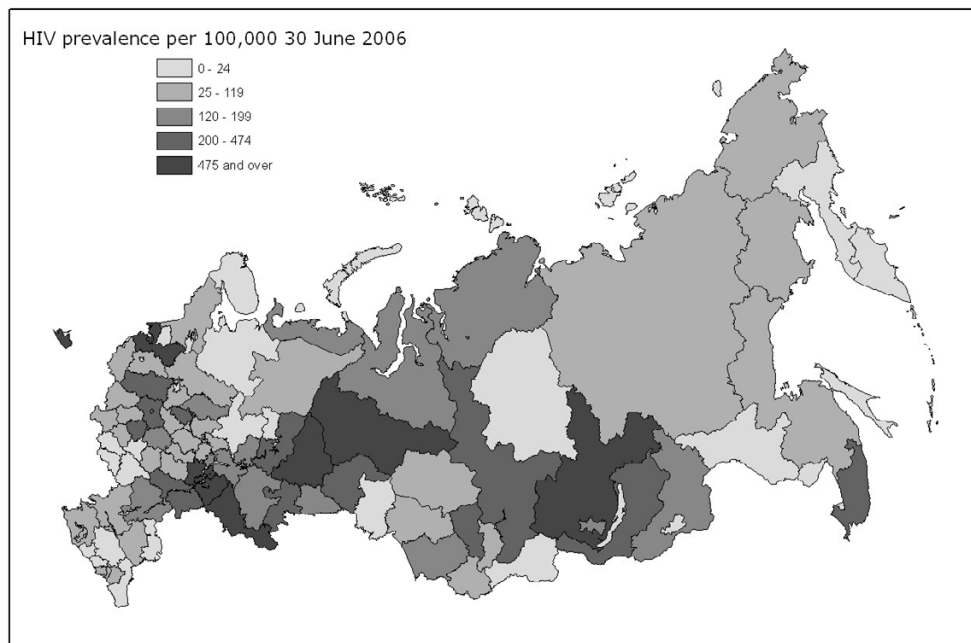 HIV prevalence per 100,000 30 June 2006
0 - 24
25 - 119
120 - 199
200 - 474
475 and over